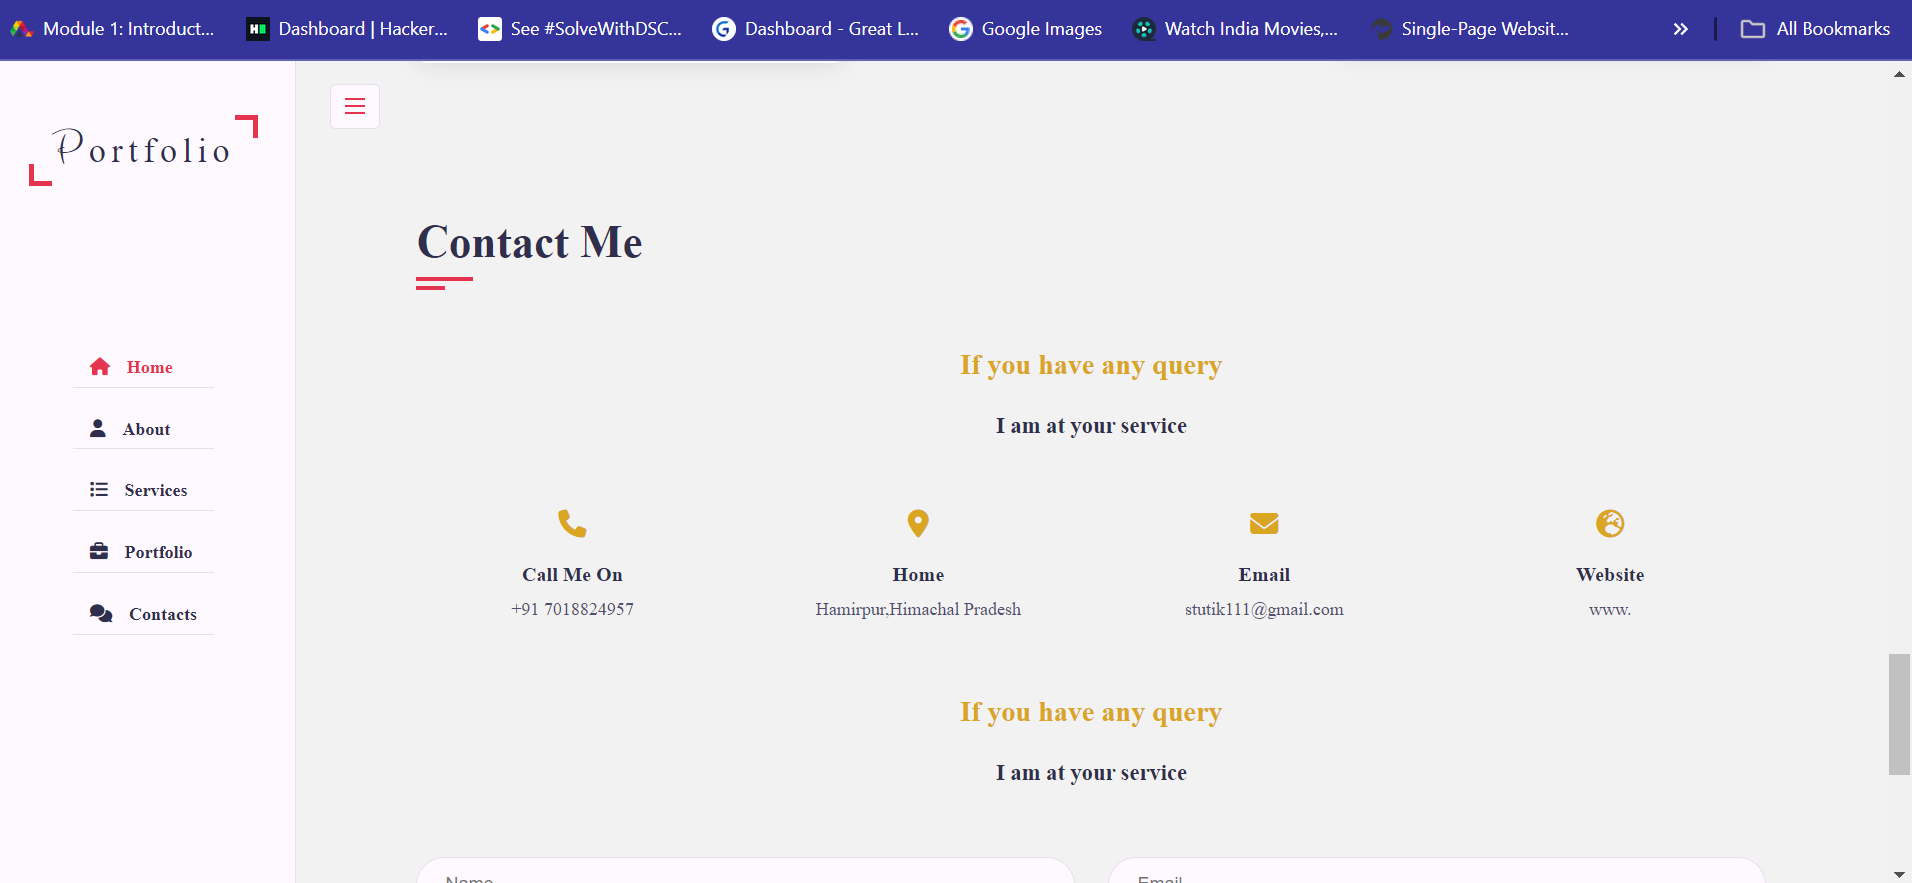 Module 1: Introduct...
Dashboard | Hacker...
See #SolveWithDSC...
Dashboard - Great L...
Google Images
Watch India Movies,...
Single-Page Websit...
All Bookmarks
Portfolio
Home
About
Services
Portfolio
Contacts
Contact Me
If you have any query
I am at your service
Call Me On
+91 7018824957
Home
Hamirpur,Himachal Pradesh
Email
stutik111@gmail.com
Website
www.
If you have any query
I am at your service
Name
Email